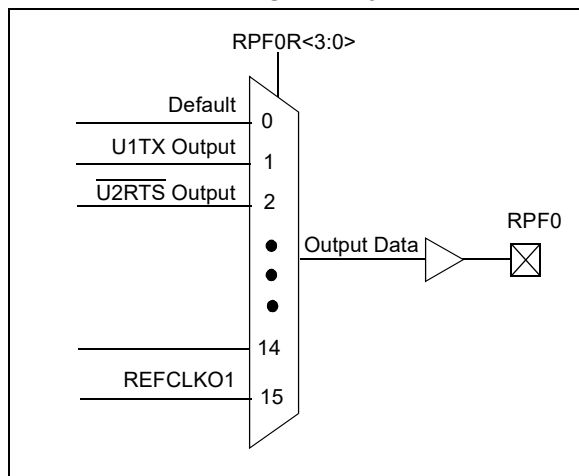 RPF0R<3:0>
Default
0
U1TX Output
1
U2RTS Output
2
RPF0
Output Data
14
REFCLKO1
15